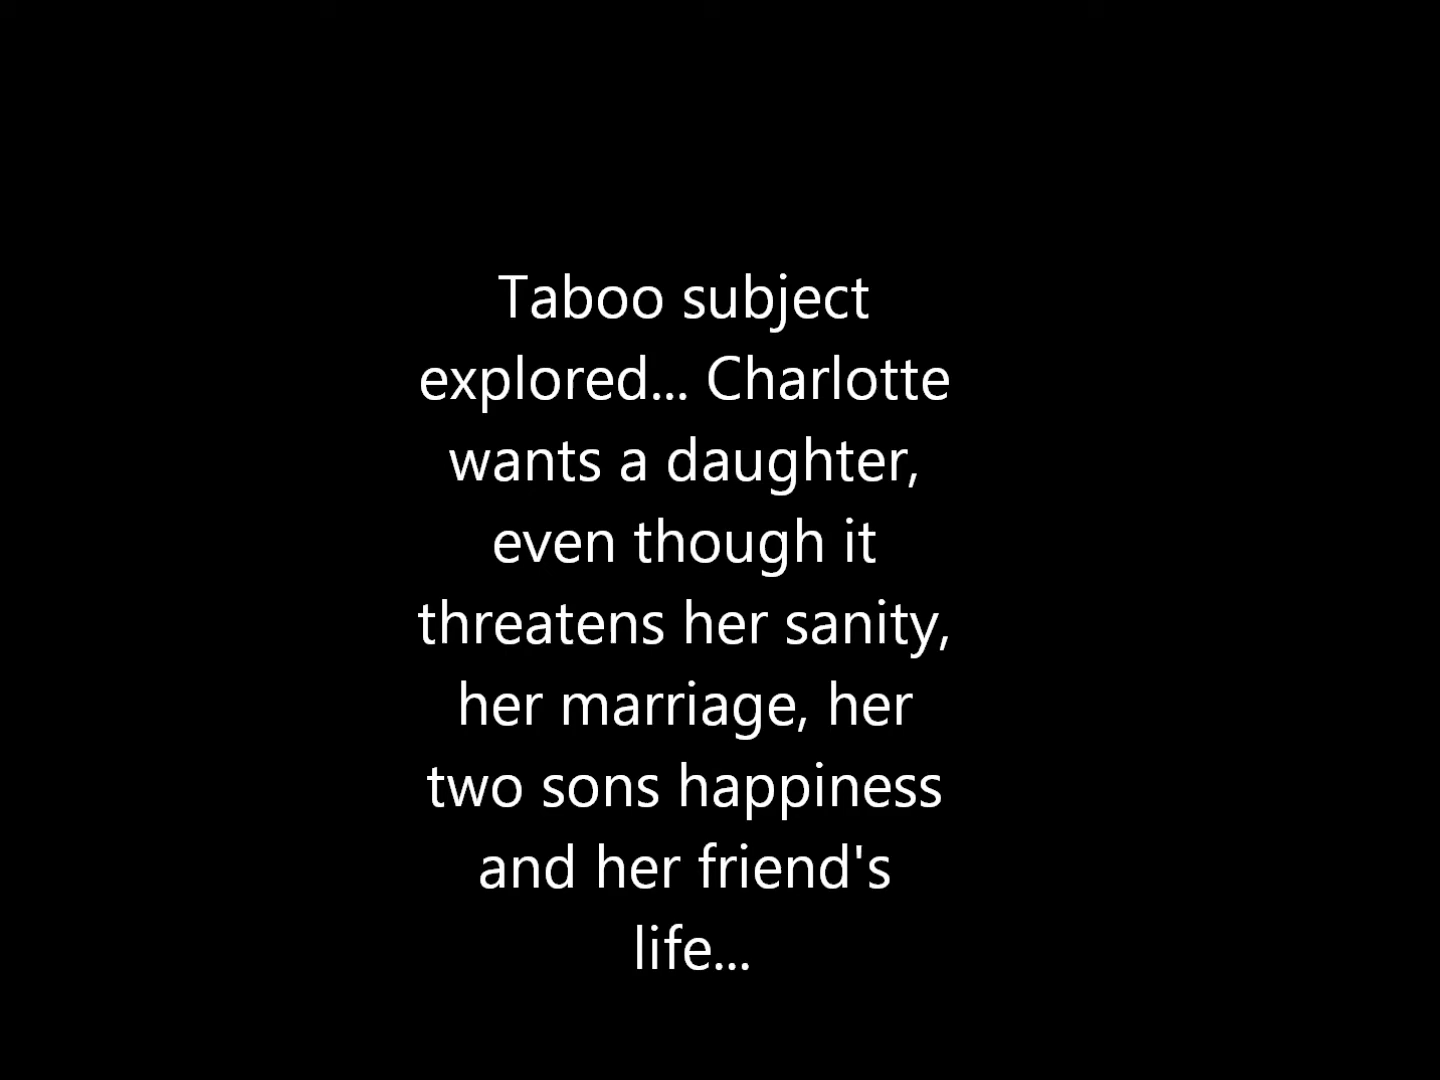 Taboo subject
explored... Charlotte
wants a daughter,
even though it
threatens her sanity,
her marriage, her
two sons happiness
and her friend's
life...